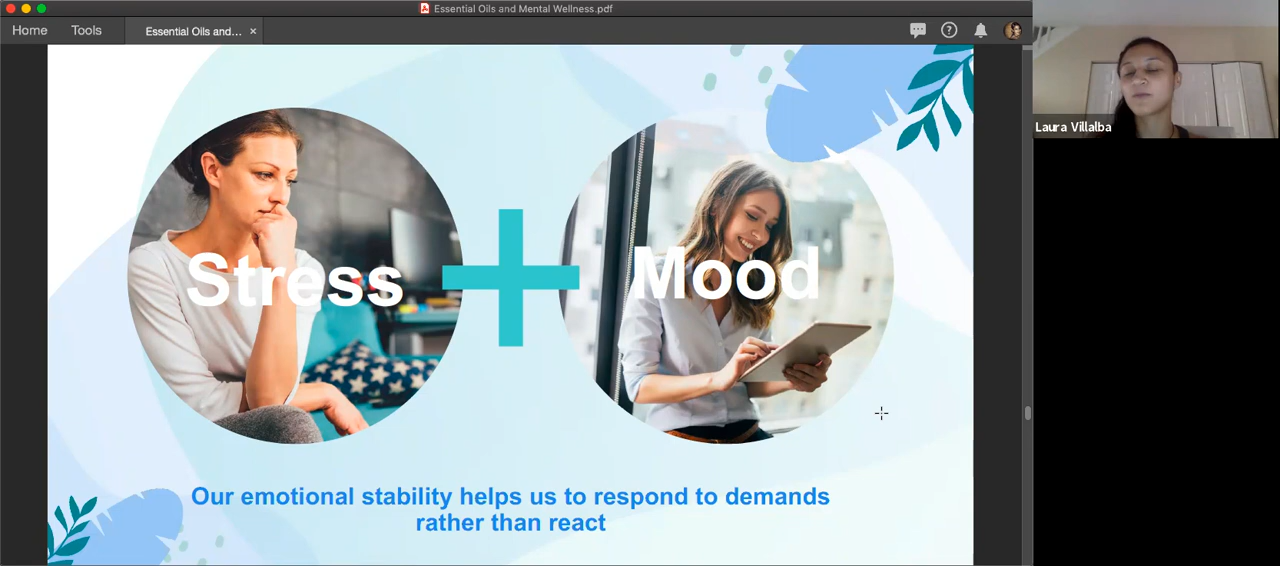 Essential Oils and Mental Wellness.pdf
Home Tools Essential Oils and... ×
Laura Villalba
Stress Mood
Our emotional stability helps us to respond to demands
rather than react